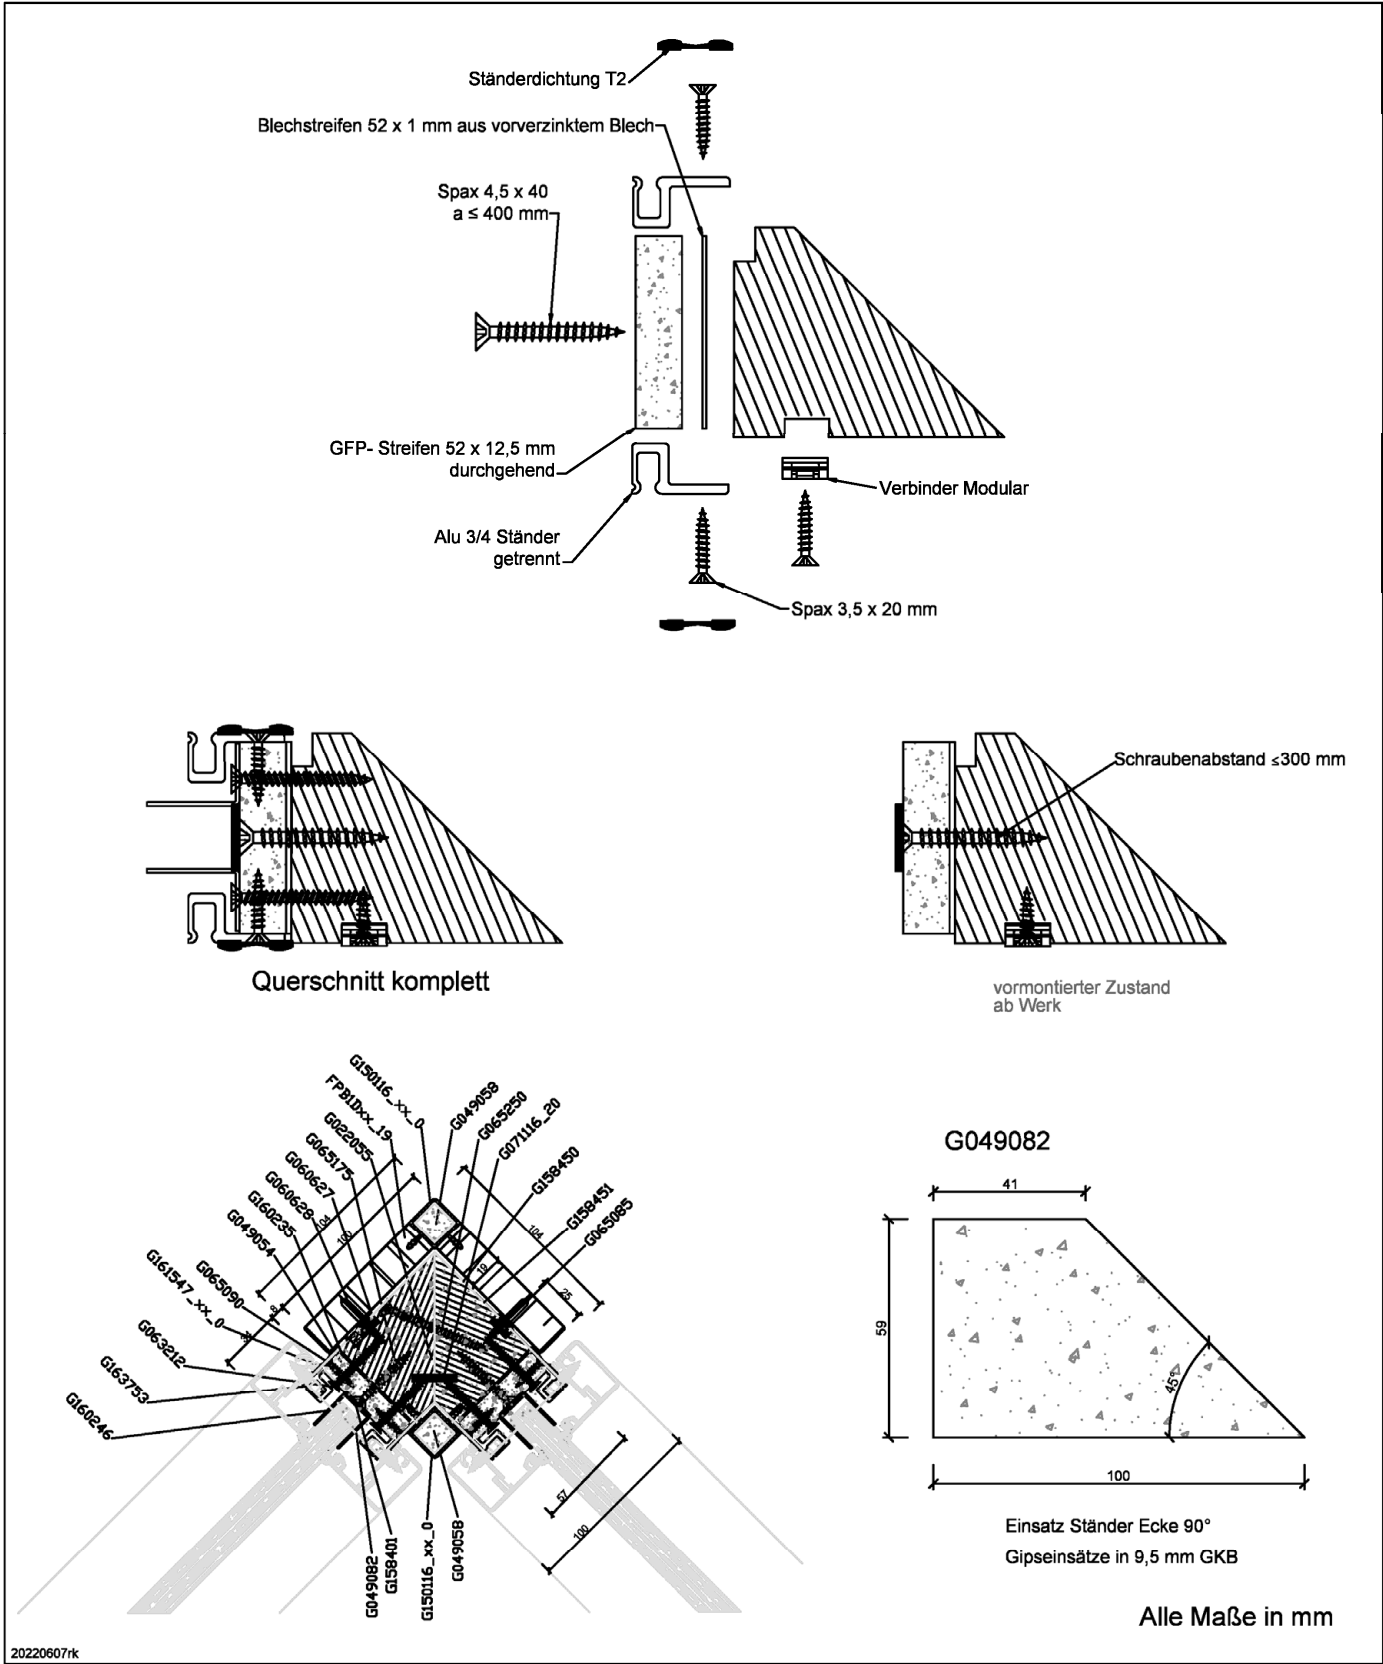 Ständerdichtung T2
Blechstreifen 52 x 1 mm aus vorverzinktem Blech
Spax 4,5 x 40
a ≤ 400 mm
GFP- Streifen 52 x 12,5 mm
durchgehend
Verbinder Modular
Alu 3/4 Ständer
getrennt
Spax 3,5 x 20 mm
Schraubenabstand ≤300 mm
Querschnitt komplett
vormontierter Zustand
ab Werk
G150116_xx_0
FPB1Dxx_19
G022055
G065175
G060627
G060628
G160235
G049054
G065090
G161547_xx_0
G063212
G163753
G160246
G049058
G065250
G071116_20
G158450
G158451
G065085
104
100
8
104
19
25
57
100
G049082
G158401
G150116_xx_0
G049058
G049082
41
59
45°
100
Einsatz Ständer Ecke 90°
Gipseinsätze in 9,5 mm GKB
Alle Maße in mm
20220607rk